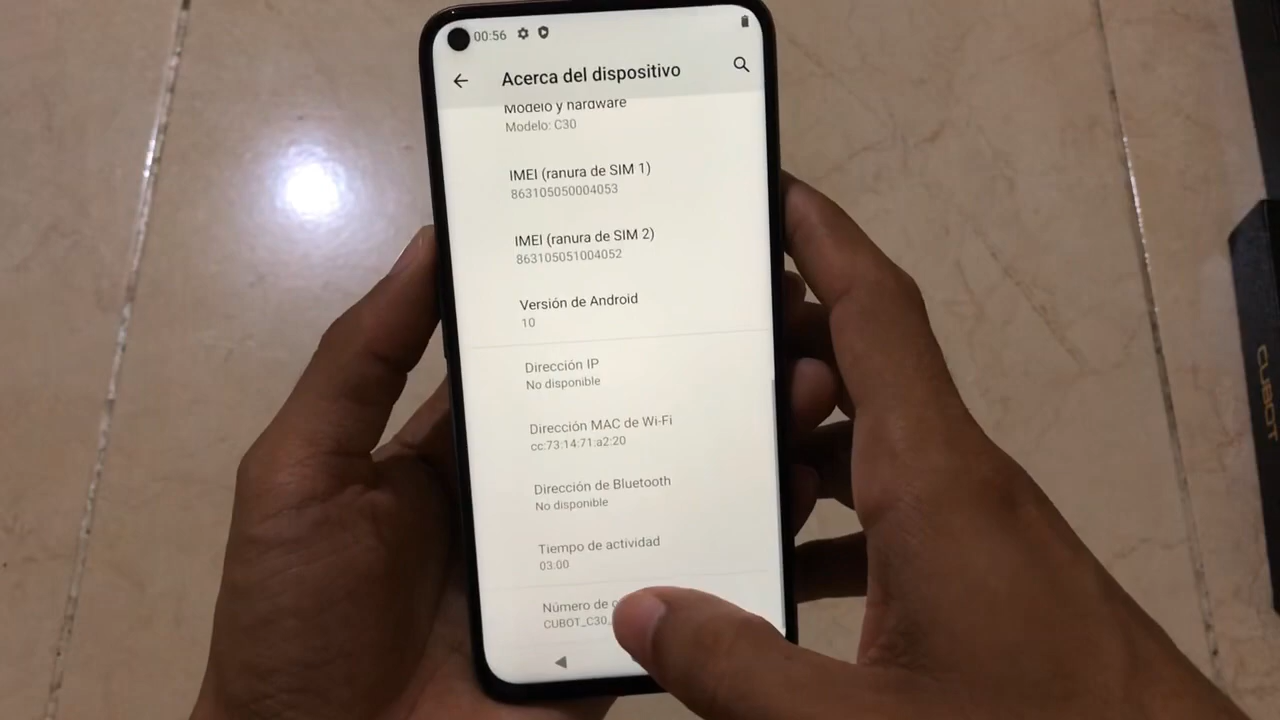 00:56
Acerca del dispositivo
Modelo y hardware
Modelo: C30
IMEI (ranura de SIM 1)
863105050004053
IMEI (ranura de SIM 2)
863105051004052
Versión de Android
10
Dirección IP
No disponible
Dirección MAC de Wi-Fi
cc:73:14:71:a2:20
Dirección de Bluetooth
No disponible
Tiempo de actividad
03:00
Número de
CUBOT_C30_
CUBOT